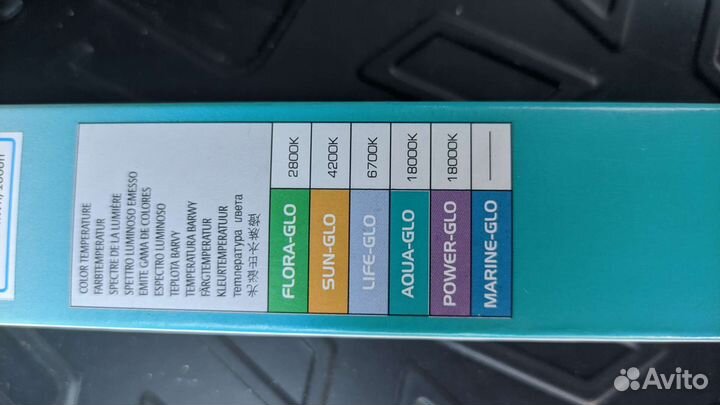 COLOR TEMPERATURE
FARBTEMPERATUR
SPECTRE DE LA LUMIÈRE
SPETTRO LUMINOSO EMESSO
EMITE GAMA DE COLORES
ESPECTRO LUMINOSO
TEPLOTA BARVY
TEMPERATURA BARWY
FÄRGTEMPERATUR
KLEURTEMPERATUUR
температура цвета
FLORA-GLO 2800K
SUN-GLO 4200K
LIFE-GLO 6700K
AQUA-GLO 18000K
POWER-GLO 18000K
MARINE-GLO —
Avito